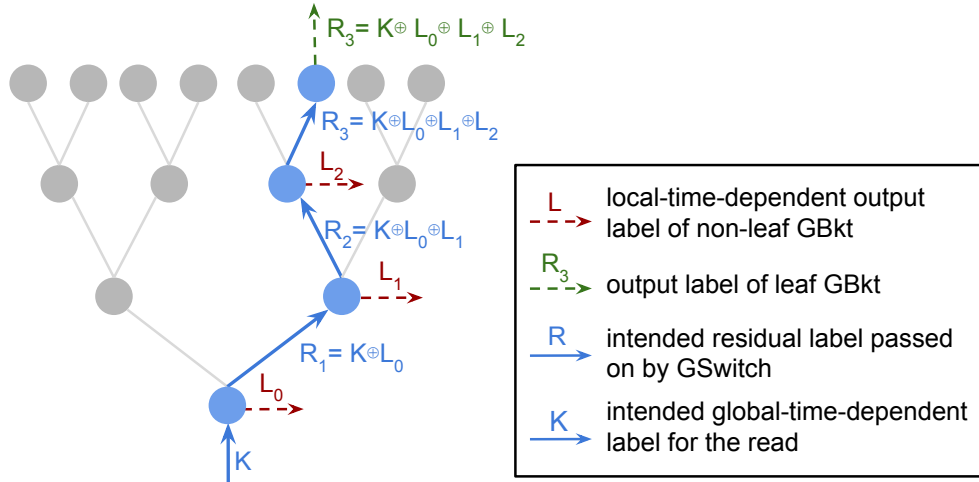 R₃= K⊕ L₀⊕ L₁⊕ L₂
R₃= K⊕L₀⊕L₁⊕L₂
L₂
R₂= K⊕L₀⊕L₁
L₁
R₁= K⊕L₀
L₀
K
L local-time-dependent output
label of non-leaf GBkt
R₃ output label of leaf GBkt
R intended residual label passed
on by GSwitch
K intended global-time-dependent
label for the read